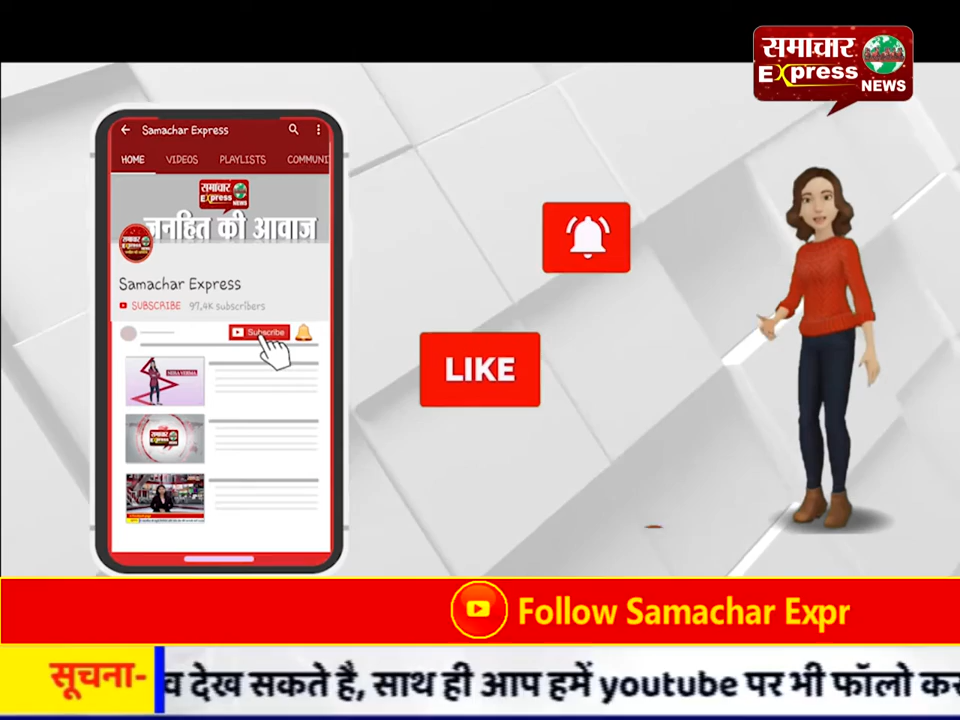 समाचार
Express
NEWS
Samachar Express
HOME VIDEOS PLAYLISTS COMMUNI
समाचार
Express
NEWS
जनहित की आवाज
Samachar Express
SUBSCRIBE 97.4K subscribers
Subscribe
LIKE
Follow Samachar Expr
सूचना- व देख सकते है, साथ ही आप हमें youtube पर भी फॉलो कर